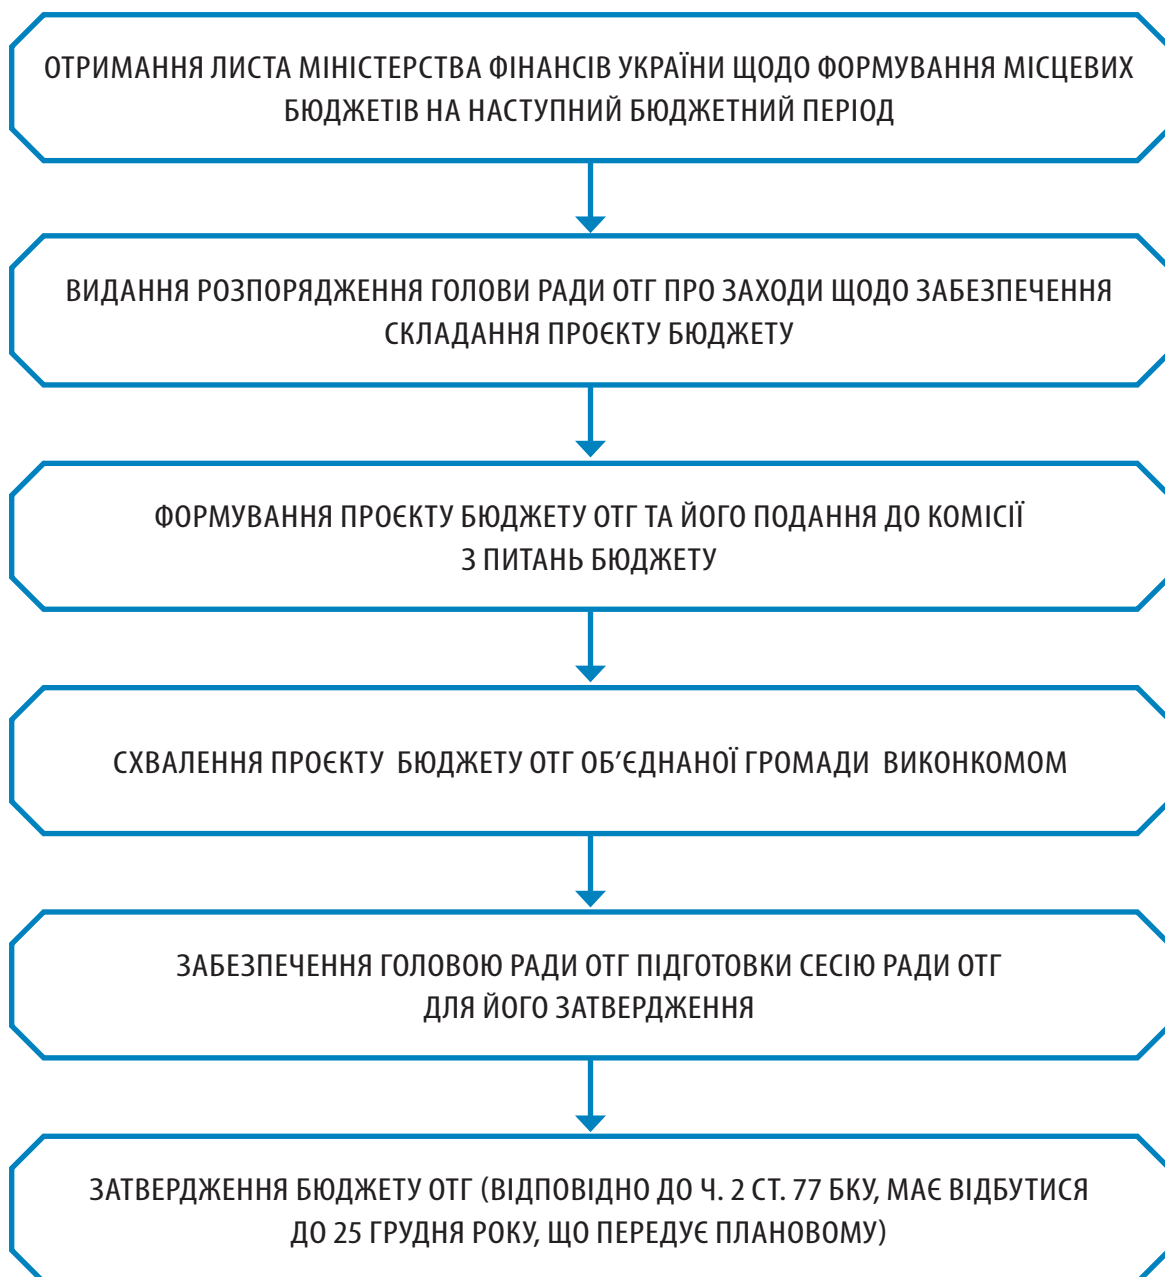 ОТРИМАННЯ ЛИСТА МІНІСТЕРСТВА ФІНАНСІВ УКРАЇНИ ЩОДО ФОРМУВАННЯ МІСЦЕВИХ
БЮДЖЕТІВ НА НАСТУПНИЙ БЮДЖЕТНИЙ ПЕРІОД
ВИДАННЯ РОЗПОРЯДЖЕННЯ ГОЛОВИ РАДИ ОТГ ПРО ЗАХОДИ ЩОДО ЗАБЕЗПЕЧЕННЯ
СКЛАДАННЯ ПРОЄКТУ БЮДЖЕТУ
ФОРМУВАННЯ ПРОЄКТУ БЮДЖЕТУ ОТГ ТА ЙОГО ПОДАННЯ ДО КОМІСІЇ
З ПИТАНЬ БЮДЖЕТУ
СХВАЛЕННЯ ПРОЄКТУ БЮДЖЕТУ ОТГ ОБ’ЄДНАНОЇ ГРОМАДИ ВИКОНКОМОМ
ЗАБЕЗПЕЧЕННЯ ГОЛОВОЮ РАДИ ОТГ ПІДГОТОВКИ СЕСІЮ РАДИ ОТГ
ДЛЯ ЙОГО ЗАТВЕРДЖЕННЯ
ЗАТВЕРДЖЕННЯ БЮДЖЕТУ ОТГ (ВІДПОВІДНО ДО Ч. 2 СТ. 77 БКУ, МАЄ ВІДБУТИСЯ
ДО 25 ГРУДНЯ РОКУ, ЩО ПЕРЕДУЄ ПЛАНОВОМУ)